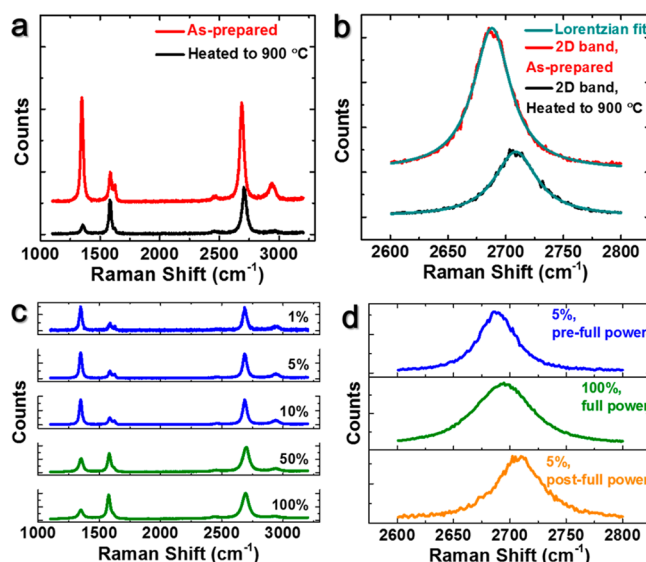 a
As-prepared
Heated to 900 °C
Counts
1000 1500 2000 2500 3000
Raman Shift (cm-1)
b
Lorentzian fit
2D band,
As-prepared
2D band,
Heated to 900 °C
Counts
2600 2650 2700 2750 2800
Raman Shift (cm-1)
c
1%
5%
10%
50%
100%
Counts
1000 1500 2000 2500 3000
Raman Shift (cm-1)
d
5%,
pre-full power
100%,
full power
5%,
post-full power
Counts
2600 2650 2700 2750 2800
Raman Shift (cm-1)